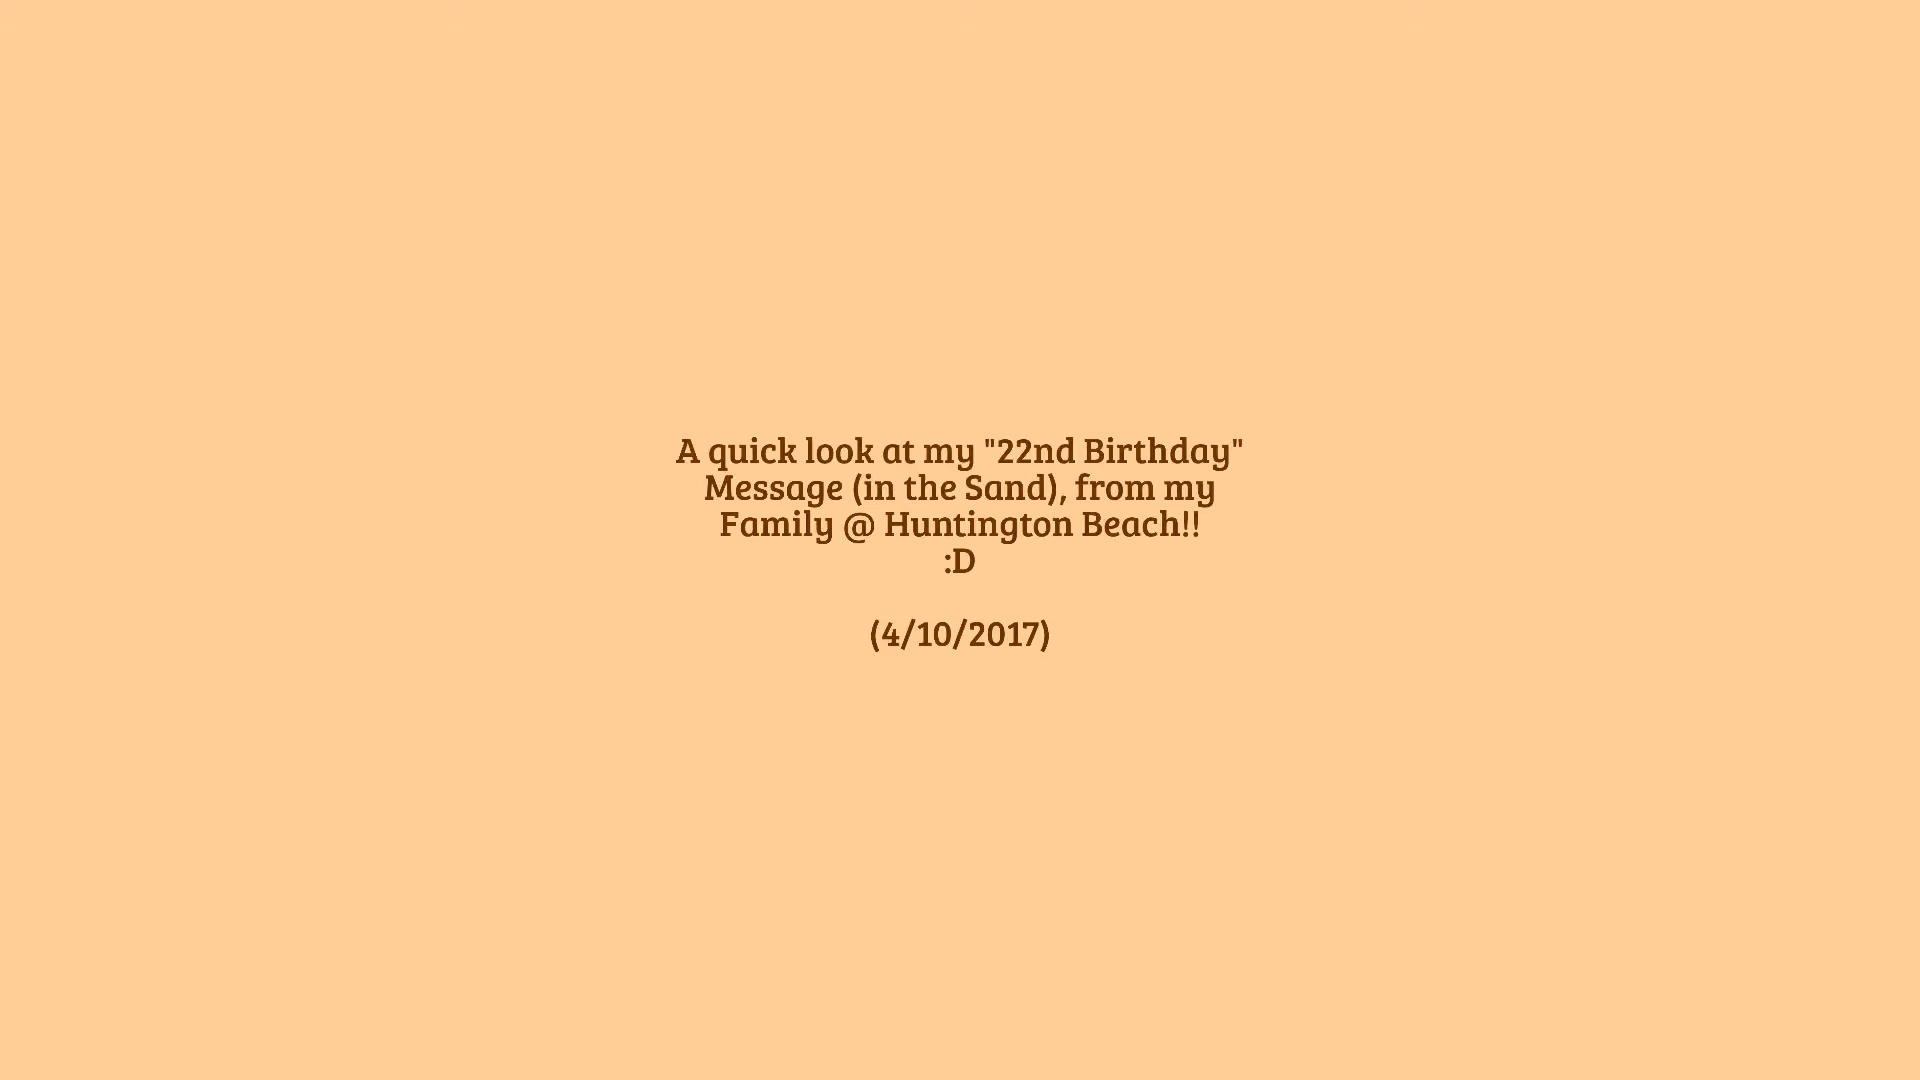 A quick look at my "22nd Birthday"
Message (in the Sand), from my
Family @ Huntington Beach!!
:D
(4/10/2017)